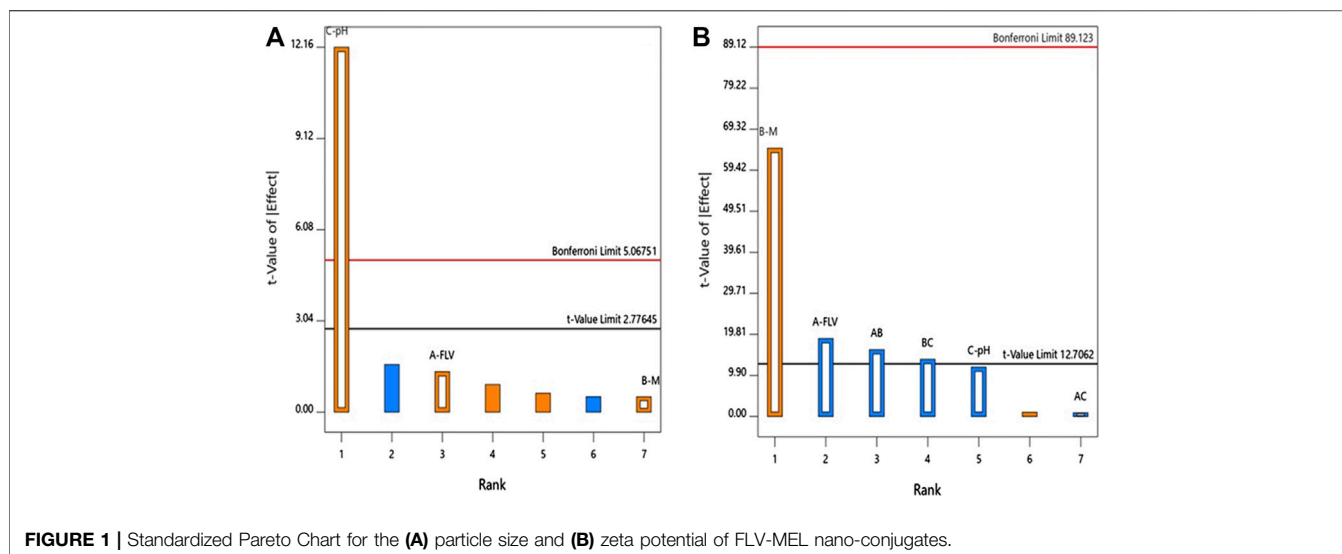 A
C-pH
12.16
9.12
6.08
3.04
0.00
t-Value of |Effect|
Bonferroni Limit 5.06751
t-Value Limit 2.77645
A-FLV
B-M
1 2 3 4 5 6 7
Rank
B
89.12
79.22
69.32
59.42
49.51
39.61
29.71
19.81
9.90
0.00
t-Value of |Effect|
Bonferroni Limit 89.123
B-M
A-FLV
AB
BC
C-pH
t-Value Limit 12.7062
AC
1 2 3 4 5 6 7
Rank
FIGURE 1 | Standardized Pareto Chart for the (A) particle size and (B) zeta potential of FLV-MEL nano-conjugates.